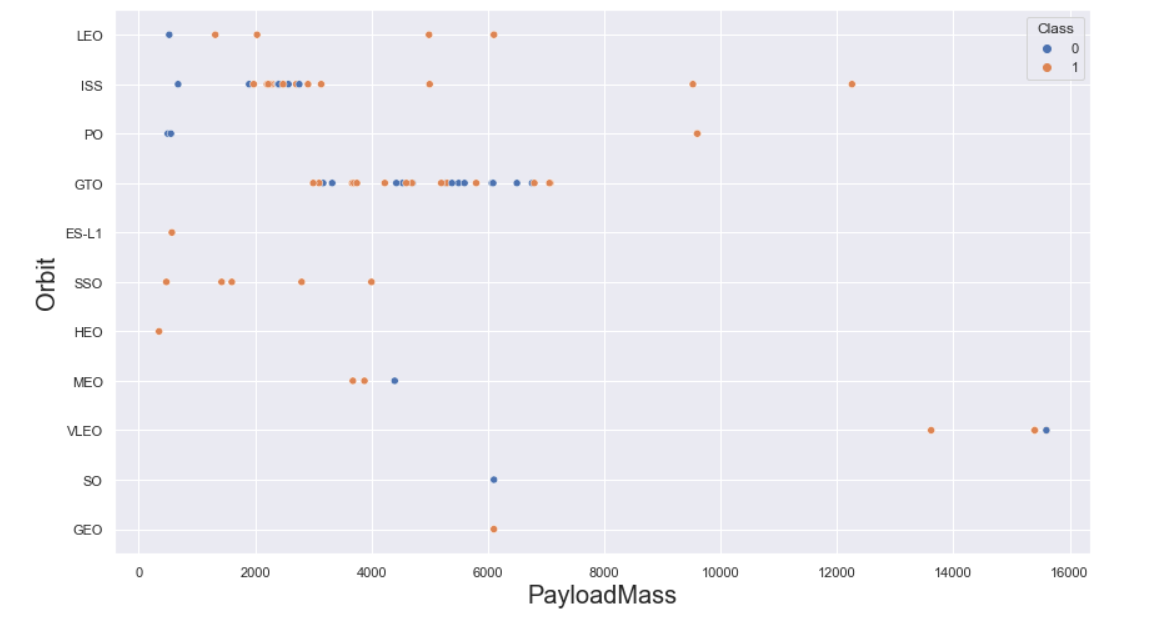 LEO
ISS
PO
GTO
ES-L1
SSO
HEO
MEO
VLEO
SO
GEO
Orbit
Class
0
1
0 2000 4000 6000 8000 10000 12000 14000 16000
PayloadMass